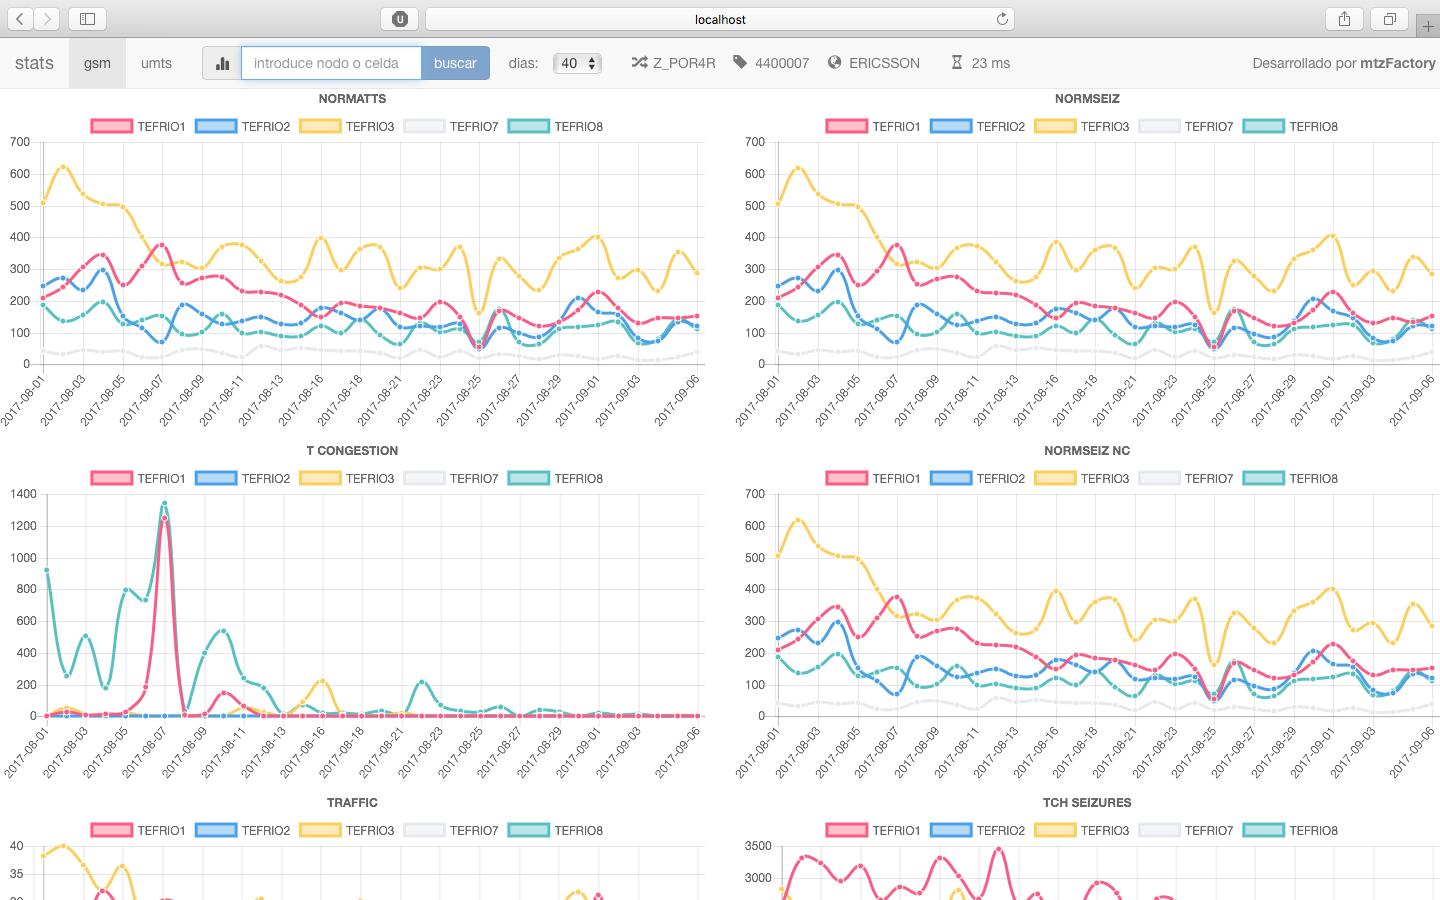 localhost
stats gsm umts introduce nodo o celda buscar dias: 40 Z_POR4R 4400007 ERICSSON 23 ms Desarrollado por mtzFactory
NORMATTS
TEFRIO1 TEFRIO2 TEFRIO3 TEFRIO7 TEFRIO8
700
600
500
400
300
200
100
0
2017-08-01 2017-08-03 2017-08-05 2017-08-07 2017-08-09 2017-08-11 2017-08-13 2017-08-16 2017-08-18 2017-08-21 2017-08-23 2017-08-25 2017-08-27 2017-08-29 2017-09-01 2017-09-03 2017-09-06
NORMSEIZ
TEFRIO1 TEFRIO2 TEFRIO3 TEFRIO7 TEFRIO8
700
600
500
400
300
200
100
0
2017-08-01 2017-08-03 2017-08-05 2017-08-07 2017-08-09 2017-08-11 2017-08-13 2017-08-16 2017-08-18 2017-08-21 2017-08-23 2017-08-25 2017-08-27 2017-08-29 2017-09-01 2017-09-03 2017-09-06
T CONGESTION
TEFRIO1 TEFRIO2 TEFRIO3 TEFRIO7 TEFRIO8
1400
1200
1000
800
600
400
200
0
2017-08-01 2017-08-03 2017-08-05 2017-08-07 2017-08-09 2017-08-11 2017-08-13 2017-08-16 2017-08-18 2017-08-21 2017-08-23 2017-08-25 2017-08-27 2017-08-29 2017-09-01 2017-09-03 2017-09-06
NORMSEIZ NC
TEFRIO1 TEFRIO2 TEFRIO3 TEFRIO7 TEFRIO8
700
600
500
400
300
200
100
0
2017-08-01 2017-08-03 2017-08-05 2017-08-07 2017-08-09 2017-08-11 2017-08-13 2017-08-16 2017-08-18 2017-08-21 2017-08-23 2017-08-25 2017-08-27 2017-08-29 2017-09-01 2017-09-03 2017-09-06
TRAFFIC
TEFRIO1 TEFRIO2 TEFRIO3 TEFRIO7 TEFRIO8
40
35
30
TCH SEIZURES
TEFRIO1 TEFRIO2 TEFRIO3 TEFRIO7 TEFRIO8
3500
3000